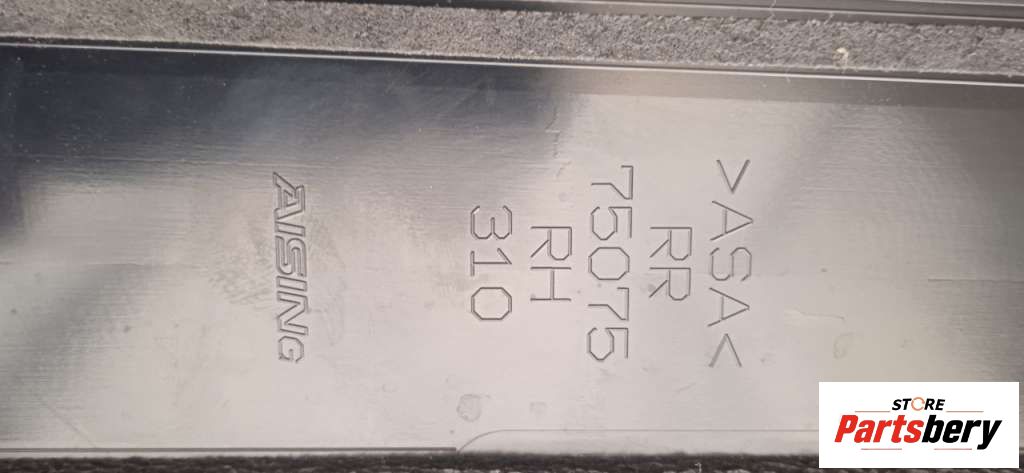 >ASA<
RR
75075
RH
310
AISING
STORE
Partsbery